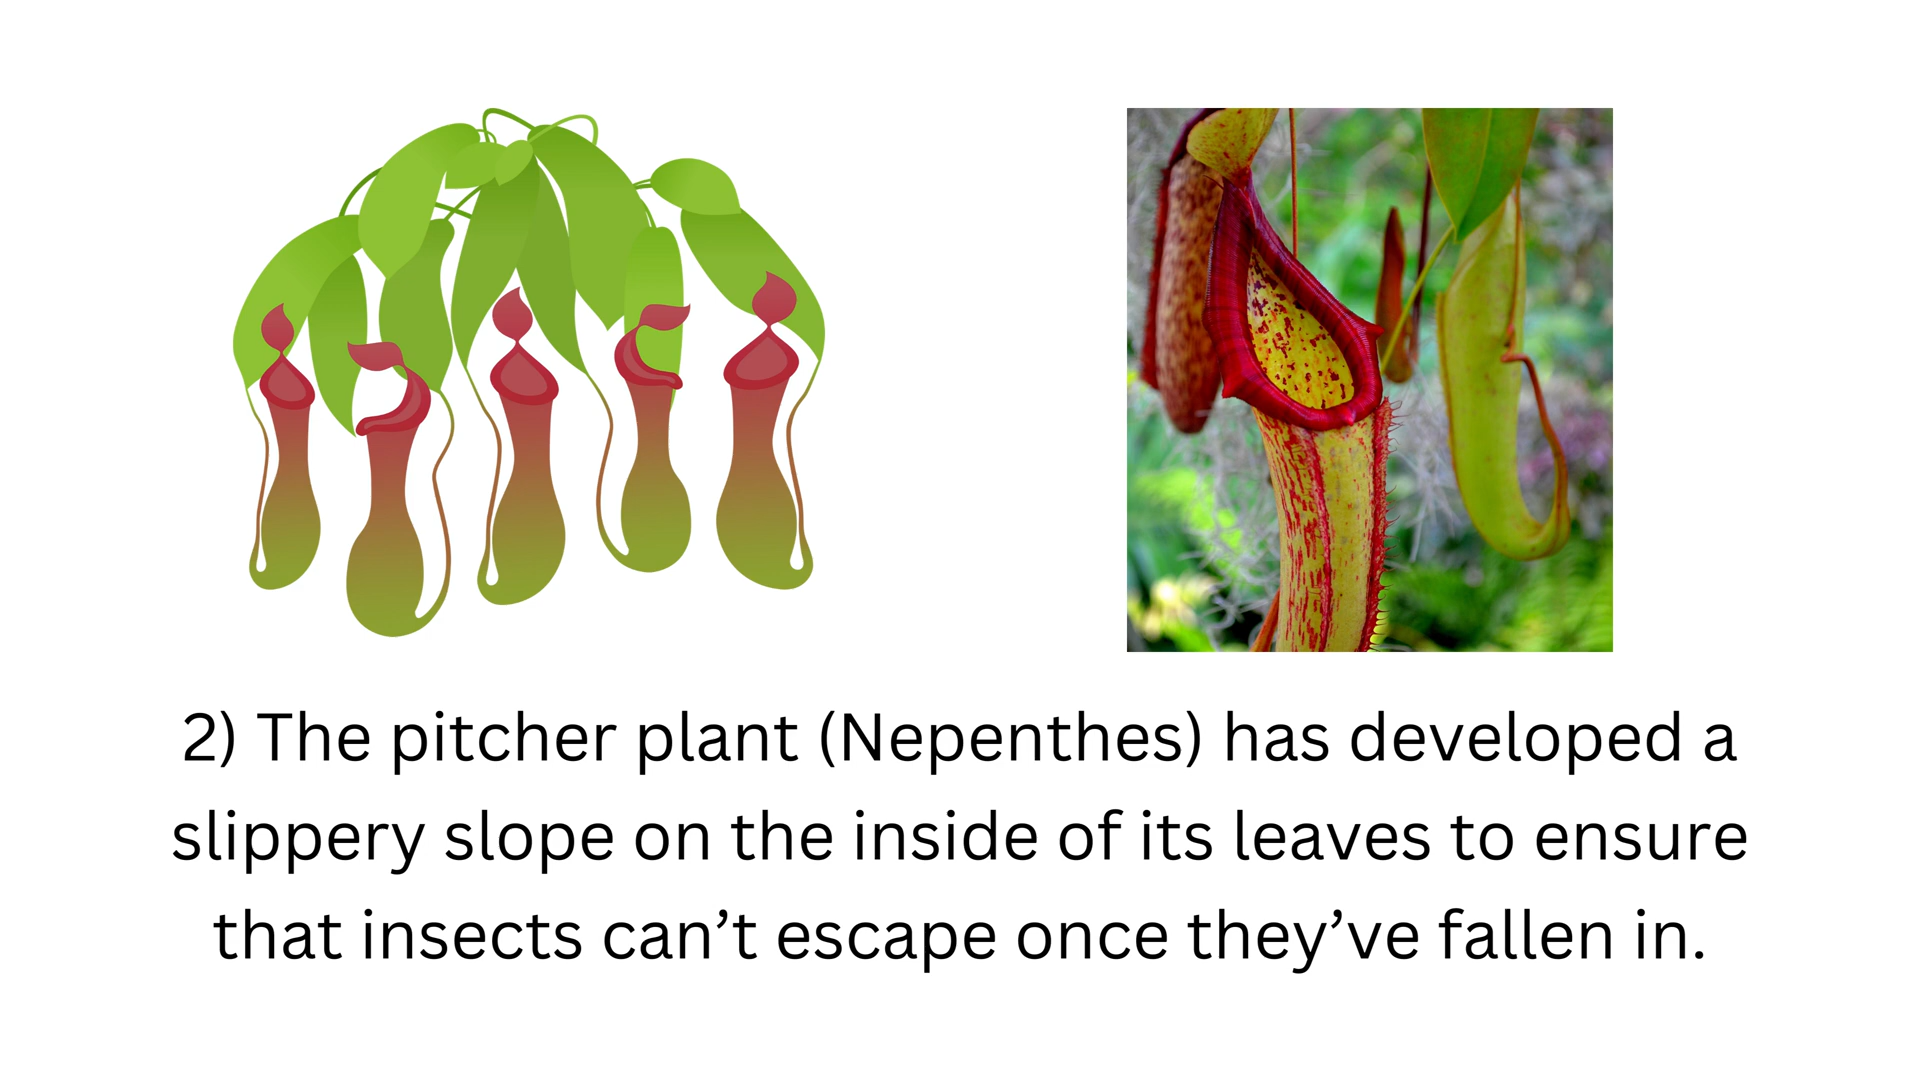 2) The pitcher plant (Nepenthes) has developed a
slippery slope on the inside of its leaves to ensure
that insects can’t escape once they’ve fallen in.